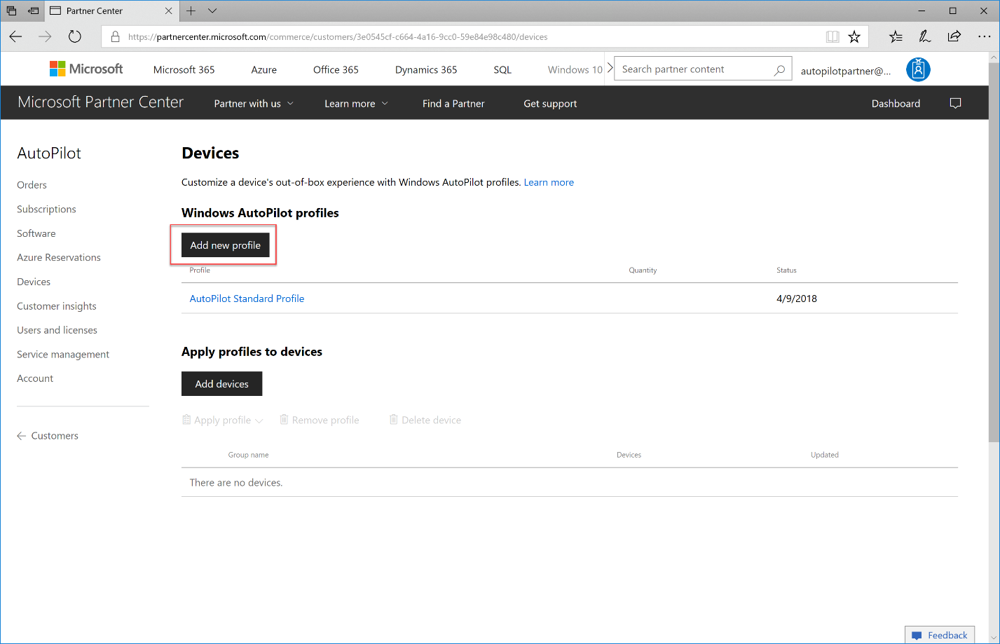 Partner Center
https://partnercenter.microsoft.com/commerce/customers/3e0545cf-c664-4a16-9cc0-59e84e98c480/devices
Microsoft Microsoft 365 Azure Office 365 Dynamics 365 SQL Windows 10 Search partner content autopilotpartner@...
Microsoft Partner Center Partner with us Learn more Find a Partner Get support Dashboard
AutoPilot
Orders
Subscriptions
Software
Azure Reservations
Devices
Customer insights
Users and licenses
Service management
Account
Customers
Devices
Customize a device's out-of-box experience with Windows AutoPilot profiles. Learn more
Windows AutoPilot profiles
Add new profile
Profile Quantity Status
AutoPilot Standard Profile 4/9/2018
Apply profiles to devices
Add devices
Apply profile Remove profile Delete device
Group name Devices Updated
There are no devices.
Feedback